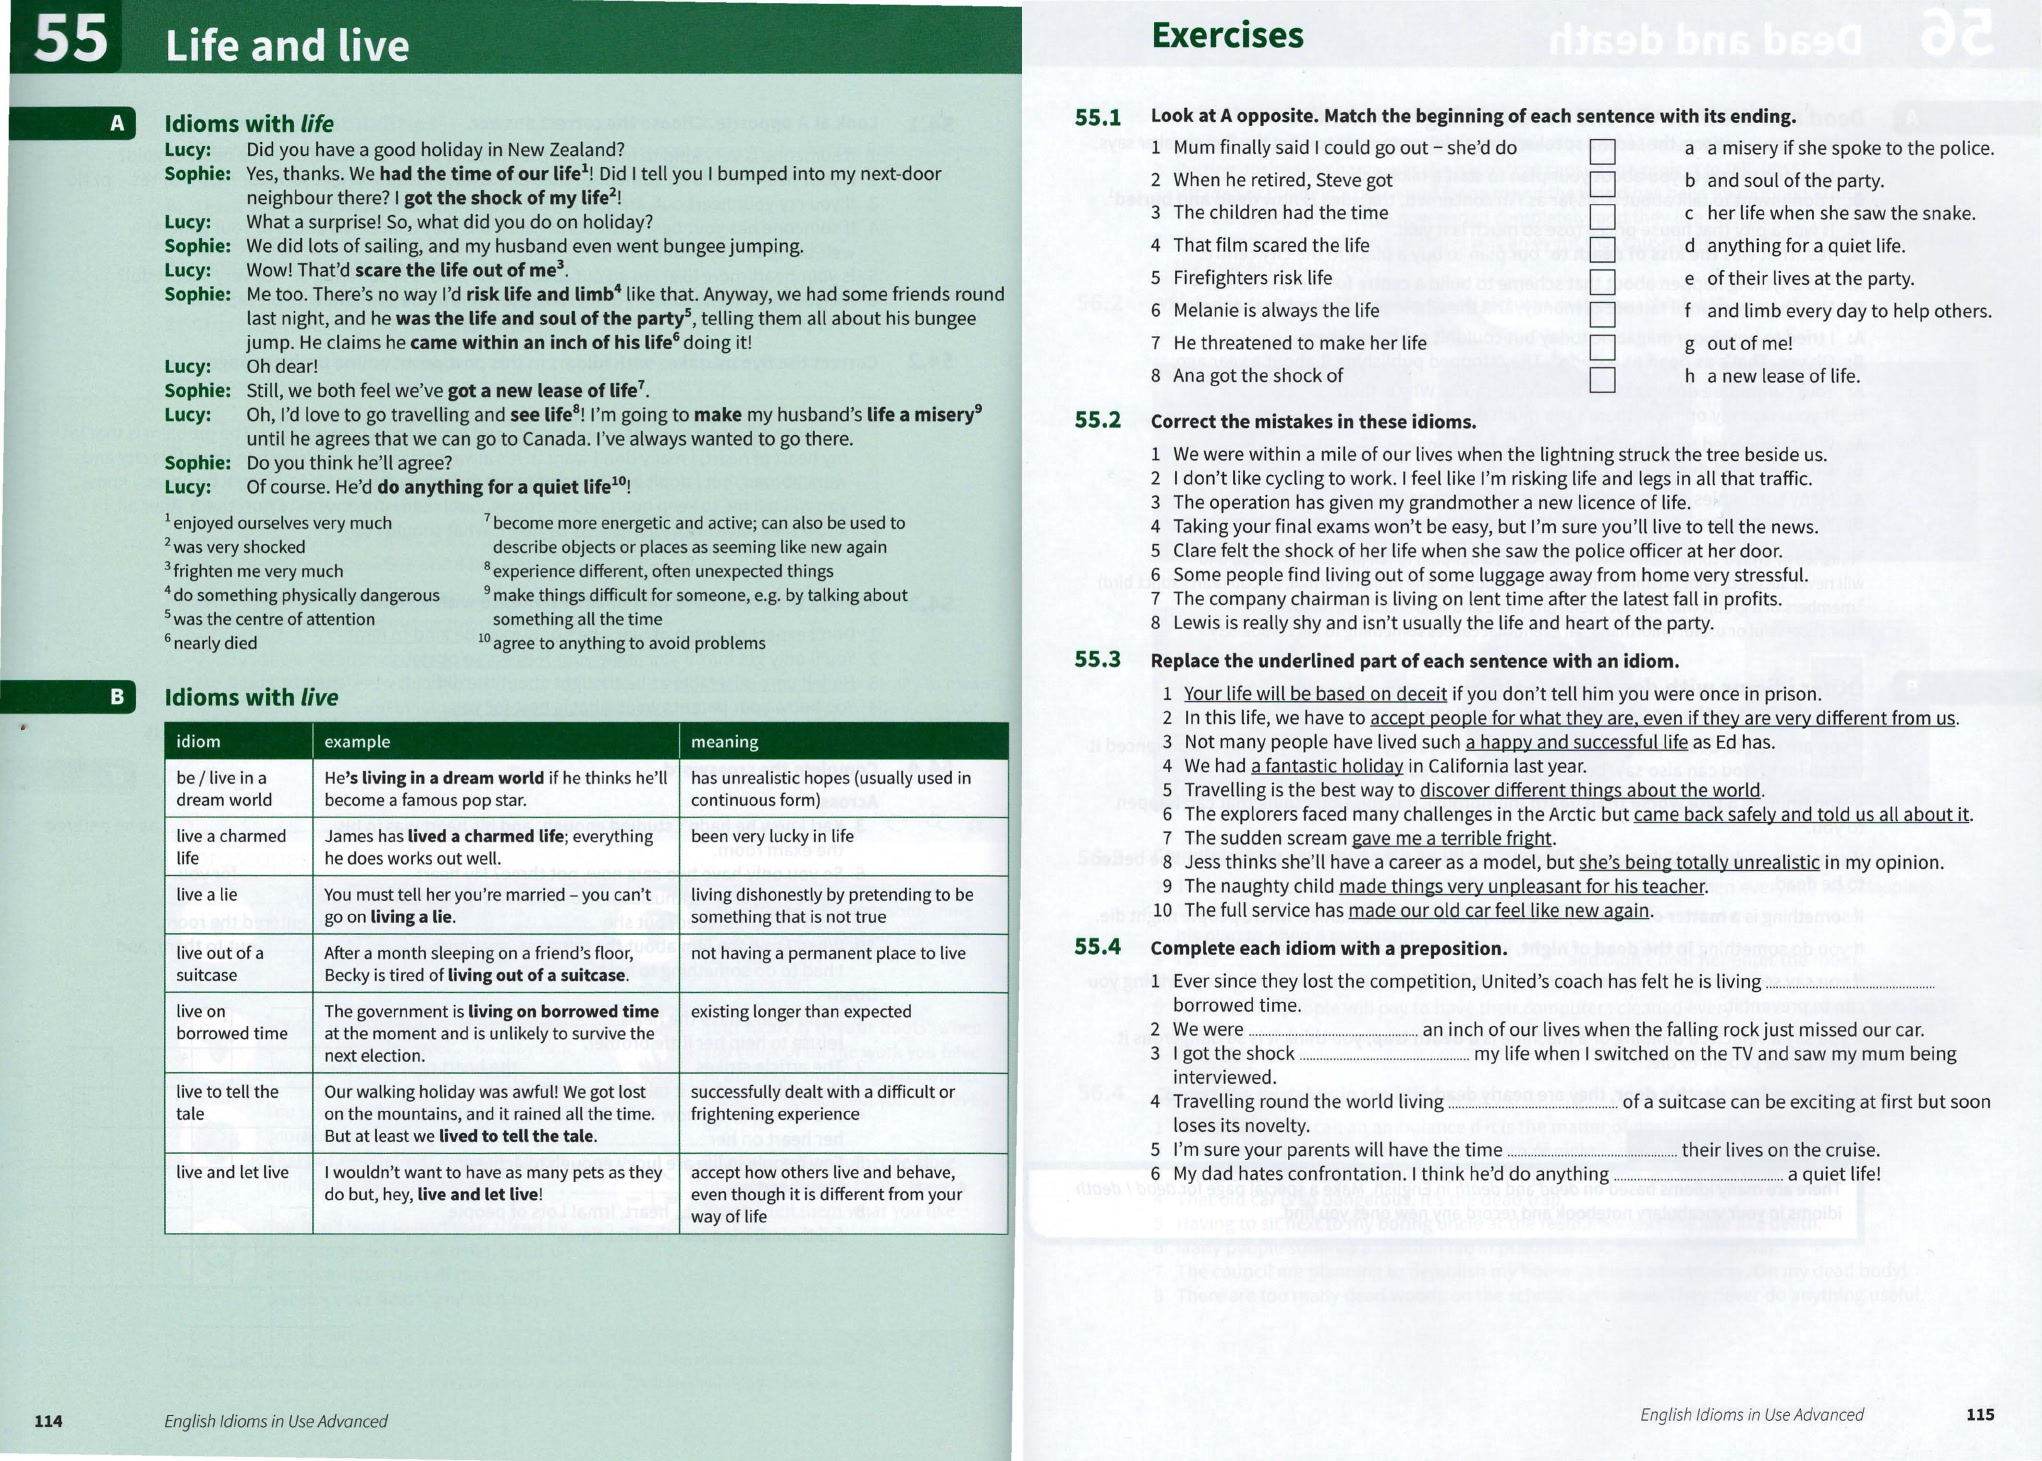 55
Life and live
A
Idioms with life
Lucy: Did you have a good holiday in New Zealand?
Sophie: Yes, thanks. We had the time of our life¹! Did I tell you I bumped into my next-door
neighbour there? I got the shock of my life²!
Lucy: What a surprise! So, what did you do on holiday?
Sophie: We did lots of sailing, and my husband even went bungee jumping.
Lucy: Wow! That'd scare the life out of me³.
Sophie: Me too. There's no way I'd risk life and limb⁴ like that. Anyway, we had some friends round
last night, and he was the life and soul of the party⁵, telling them all about his bungee
jump. He claims he came within an inch of his life⁶ doing it!
Lucy: Oh dear!
Sophie: Still, we both feel we've got a new lease of life⁷.
Lucy: Oh, I'd love to go travelling and see life⁸! I'm going to make my husband's life a misery⁹
until he agrees that we can go to Canada. I've always wanted to go there.
Sophie: Do you think he'll agree?
Lucy: Of course. He'd do anything for a quiet life¹⁰!
¹ enjoyed ourselves very much
² was very shocked
³ frighten me very much
⁴ do something physically dangerous
⁵ was the centre of attention
⁶ nearly died
⁷ become more energetic and active; can also be used to
describe objects or places as seeming like new again
⁸ experience different, often unexpected things
⁹ make things difficult for someone, e.g. by talking about
something all the time
¹⁰ agree to anything to avoid problems
B
Idioms with live
idiom example meaning
be / live in a
dream world
He's living in a dream world if he thinks he'll
become a famous pop star.
has unrealistic hopes (usually used in
continuous form)
live a charmed
life
James has lived a charmed life; everything
he does works out well.
been very lucky in life
live a lie
You must tell her you're married – you can't
go on living a lie.
living dishonestly by pretending to be
something that is not true
live out of a
suitcase
After a month sleeping on a friend's floor,
Becky is tired of living out of a suitcase.
not having a permanent place to live
live on
borrowed time
The government is living on borrowed time
at the moment and is unlikely to survive the
next election.
existing longer than expected
live to tell the
tale
Our walking holiday was awful! We got lost
on the mountains, and it rained all the time.
But at least we lived to tell the tale.
successfully dealt with a difficult or
frightening experience
live and let live
I wouldn't want to have as many pets as they
do but, hey, live and let live!
accept how others live and behave,
even though it is different from your
way of life
114
English Idioms in Use Advanced
Exercises
55.1 Look at A opposite. Match the beginning of each sentence with its ending.
1 Mum finally said I could go out – she'd do a a misery if she spoke to the police.
2 When he retired, Steve got b and soul of the party.
3 The children had the time c her life when she saw the snake.
4 That film scared the life d anything for a quiet life.
5 Firefighters risk life e of their lives at the party.
6 Melanie is always the life f and limb every day to help others.
7 He threatened to make her life g out of me!
8 Ana got the shock of h a new lease of life.
55.2 Correct the mistakes in these idioms.
1 We were within a mile of our lives when the lightning struck the tree beside us.
2 I don't like cycling to work. I feel like I'm risking life and legs in all that traffic.
3 The operation has given my grandmother a new licence of life.
4 Taking your final exams won't be easy, but I'm sure you'll live to tell the news.
5 Clare felt the shock of her life when she saw the police officer at her door.
6 Some people find living out of some luggage away from home very stressful.
7 The company chairman is living on lent time after the latest fall in profits.
8 Lewis is really shy and isn't usually the life and heart of the party.
55.3 Replace the underlined part of each sentence with an idiom.
1 Your life will be based on deceit if you don't tell him you were once in prison.
2 In this life, we have to accept people for what they are, even if they are very different from us.
3 Not many people have lived such a happy and successful life as Ed has.
4 We had a fantastic holiday in California last year.
5 Travelling is the best way to discover different things about the world.
6 The explorers faced many challenges in the Arctic but came back safely and told us all about it.
7 The sudden scream gave me a terrible fright.
8 Jess thinks she'll have a career as a model, but she's being totally unrealistic in my opinion.
9 The naughty child made things very unpleasant for his teacher.
10 The full service has made our old car feel like new again.
55.4 Complete each idiom with a preposition.
1 Ever since they lost the competition, United's coach has felt he is living ........
borrowed time.
2 We were ........ an inch of our lives when the falling rock just missed our car.
3 I got the shock ........ my life when I switched on the TV and saw my mum being
interviewed.
4 Travelling round the world living ........ of a suitcase can be exciting at first but soon
loses its novelty.
5 I'm sure your parents will have the time ........ their lives on the cruise.
6 My dad hates confrontation. I think he'd do anything ........ a quiet life!
English Idioms in Use Advanced
115